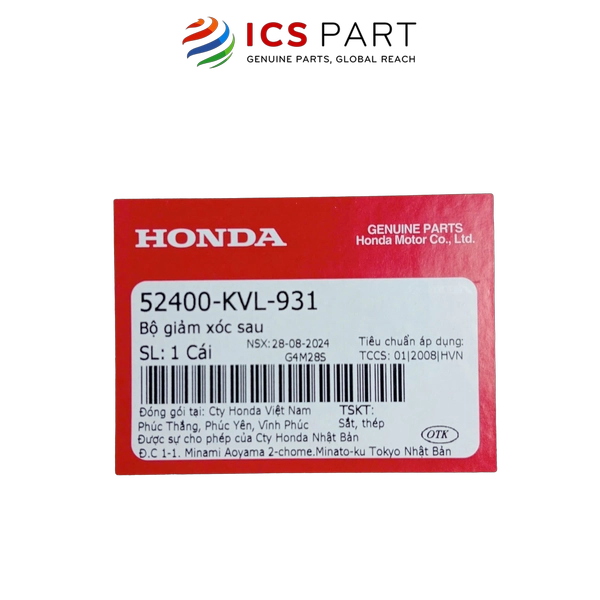 ICS PART
GENUINE PARTS, GLOBAL REACH
HONDA
GENUINE PARTS
Honda Motor Co., Ltd.
52400-KVL-931
Bộ giảm xóc sau
SL: 1 Cái
NSX:28-08-2024
G4M28S
Tiêu chuẩn áp dụng:
TCCS: 01|2008|HVN
Đóng gói tại: Cty Honda Việt Nam
Phúc Thắng, Phúc Yên, Vĩnh Phúc
Được sự cho phép của Cty Honda Nhật Bản
Đ.C 1-1. Minami Aoyama 2-chome.Minato-ku Tokyo Nhật Bản
TSKT:
Sắt, thép
OTK